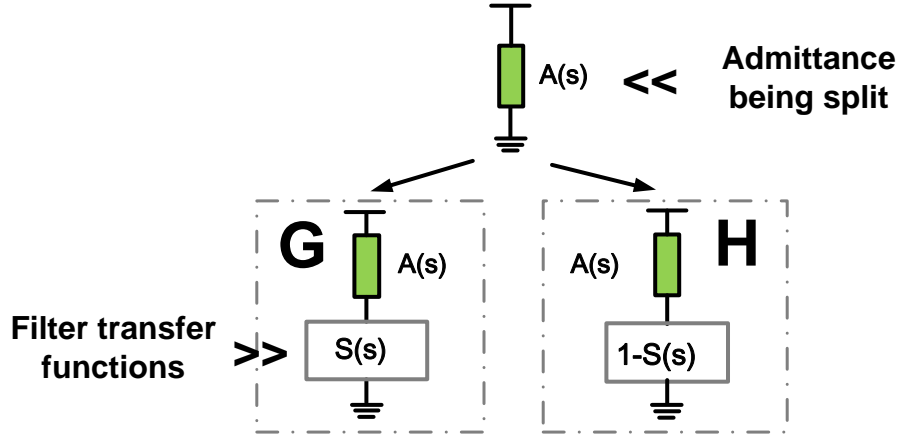 A(s)
<<
Admittance
being split
G
A(s)
A(s)
H
Filter transfer
functions
>>
S(s)
1-S(s)